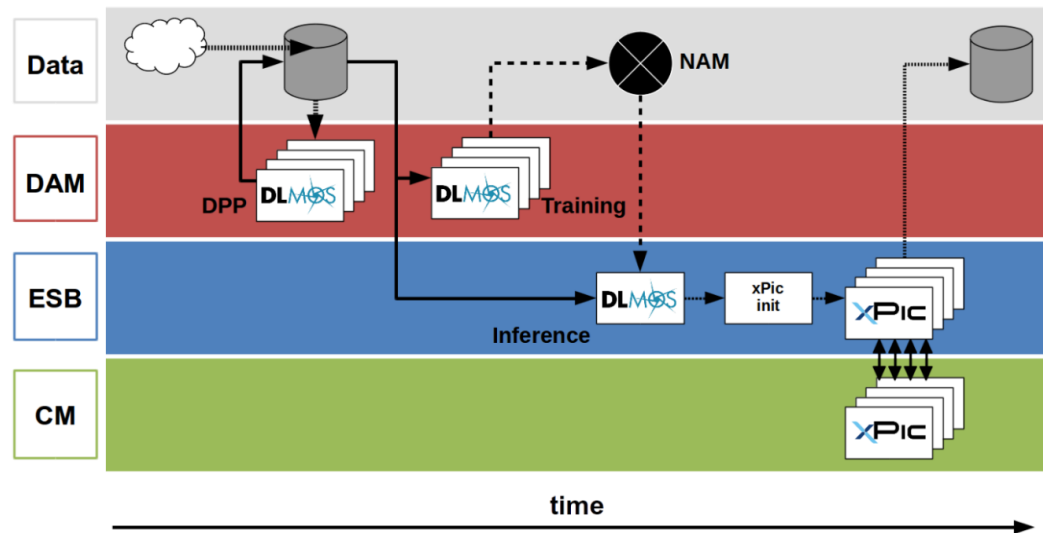 Data
NAM
DAM
DPP
DLMOS
DLMOS
Training
ESB
DLMOS
xPic
init
xPic
Inference
CM
xPic
time